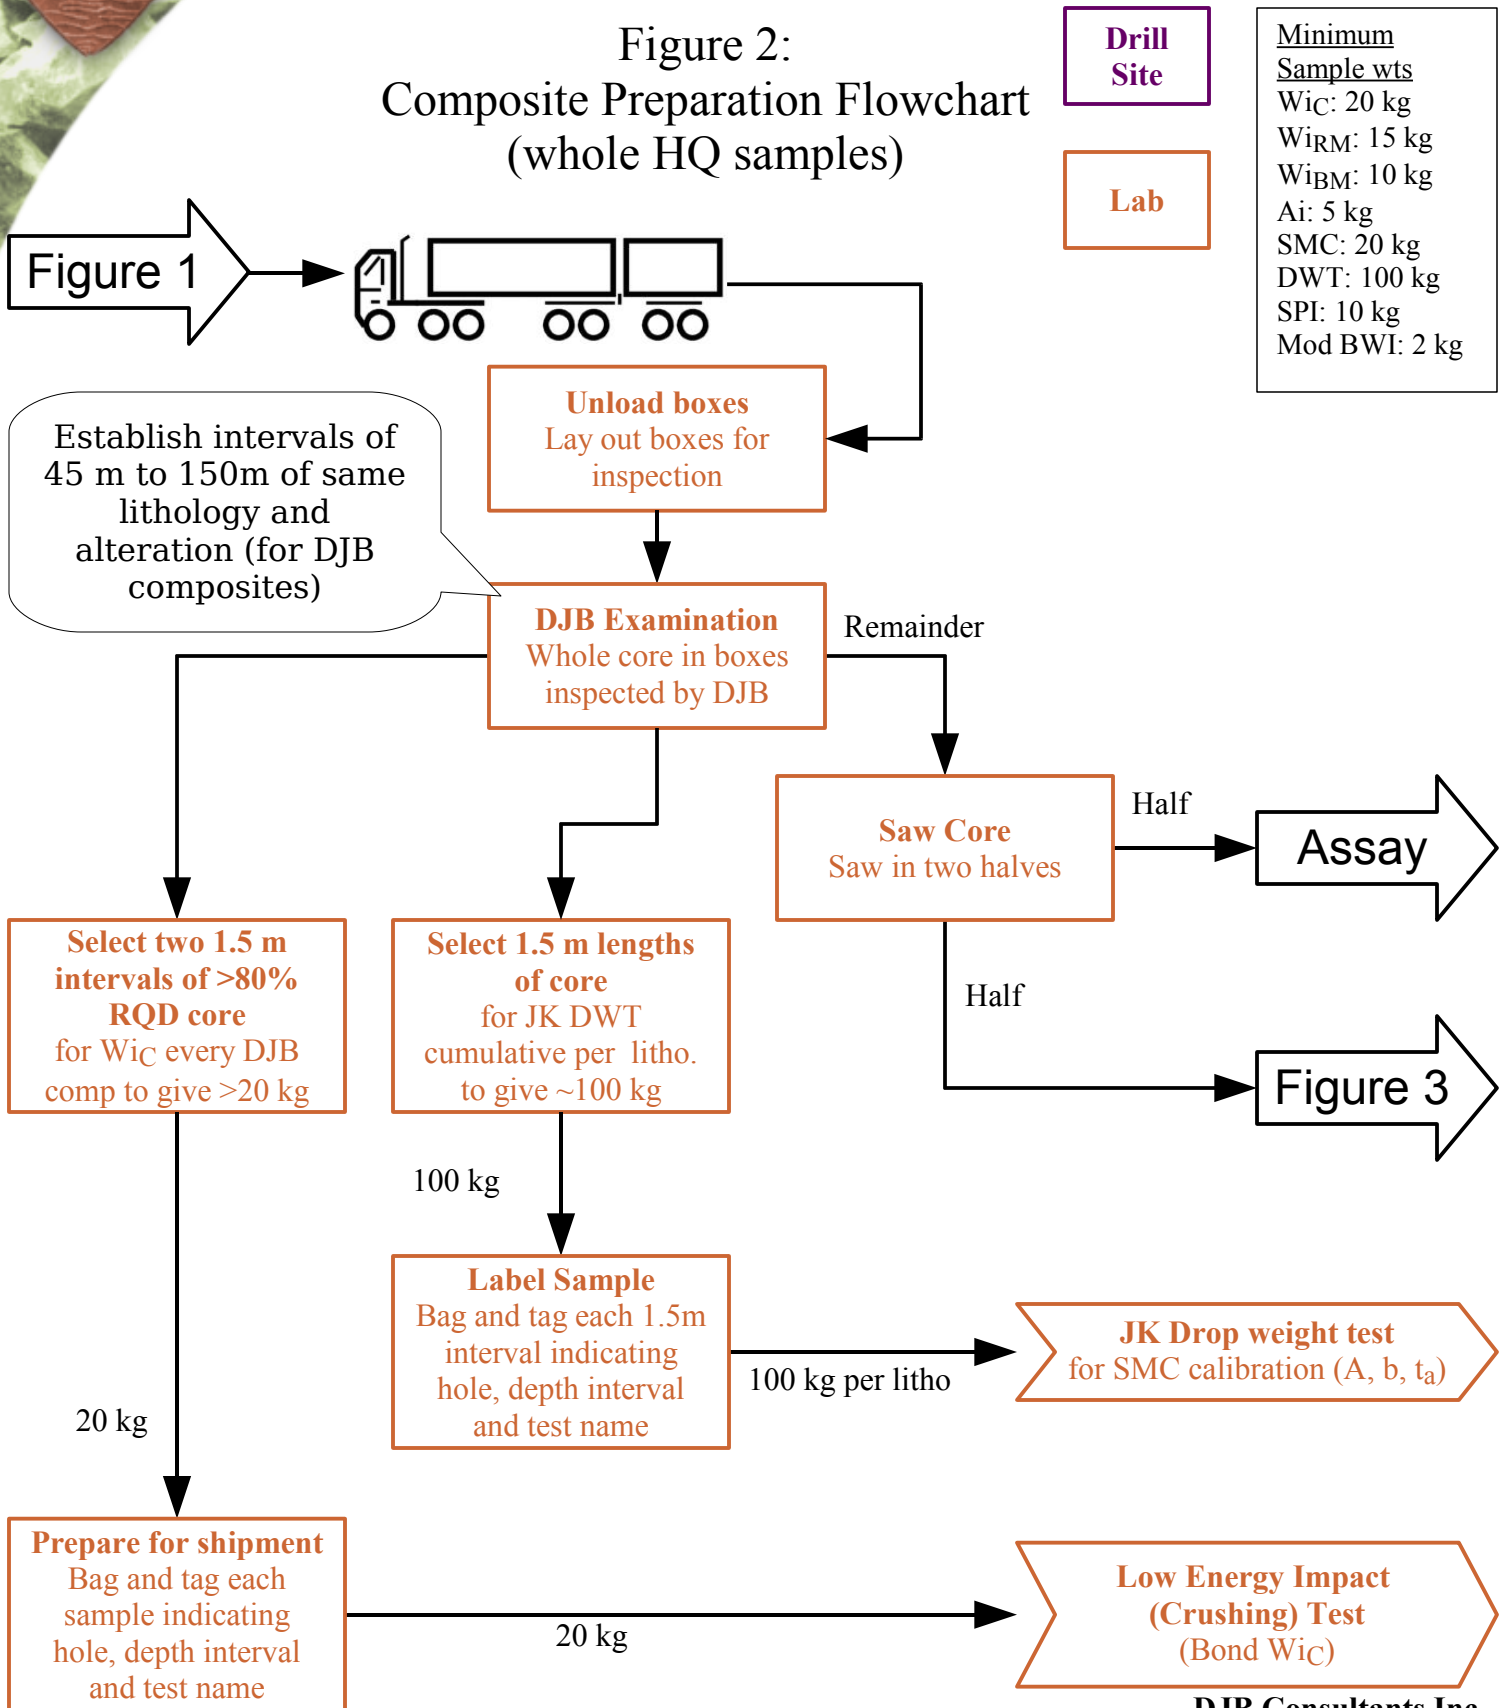 Figure 2:
Composite Preparation Flowchart
(whole HQ samples)
Drill
Site
Lab
Minimum
Sample wts
WiC: 20 kg
WiRM: 15 kg
WiBM: 10 kg
Ai: 5 kg
SMC: 20 kg
DWT: 100 kg
SPI: 10 kg
Mod BWI: 2 kg
Figure 1
Unload boxes
Lay out boxes for
inspection
Establish intervals of
45 m to 150m of same
lithology and
alteration (for DJB
composites)
DJB Examination
Whole core in boxes
inspected by DJB
Remainder
Saw Core
Saw in two halves
Half
Assay
Half
Figure 3
Select two 1.5 m
intervals of >80%
RQD core
for WiC every DJB
comp to give >20 kg
Select 1.5 m lengths
of core
for JK DWT
cumulative per litho.
to give ~100 kg
100 kg
Label Sample
Bag and tag each 1.5m
interval indicating
hole, depth interval
and test name
100 kg per litho
JK Drop weight test
for SMC calibration (A, b, ta)
20 kg
Prepare for shipment
Bag and tag each
sample indicating
hole, depth interval
and test name
20 kg
Low Energy Impact
(Crushing) Test
(Bond WiC)
DJB Consultants Inc